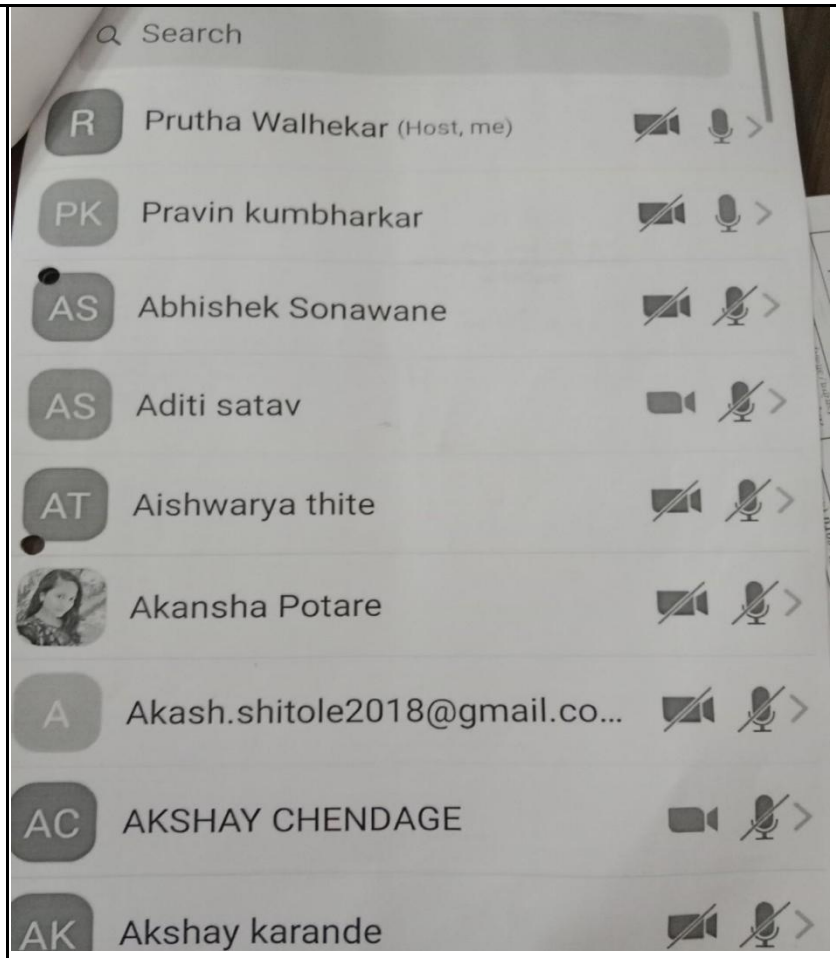 Search
R Prutha Walhekar (Host, me)
PK Pravin kumbharkar
AS Abhishek Sonawane
AS Aditi satav
AT Aishwarya thite
Akansha Potare
A Akash.shitole2018@gmail.co...
AC AKSHAY CHENDAGE
AK Akshay karande